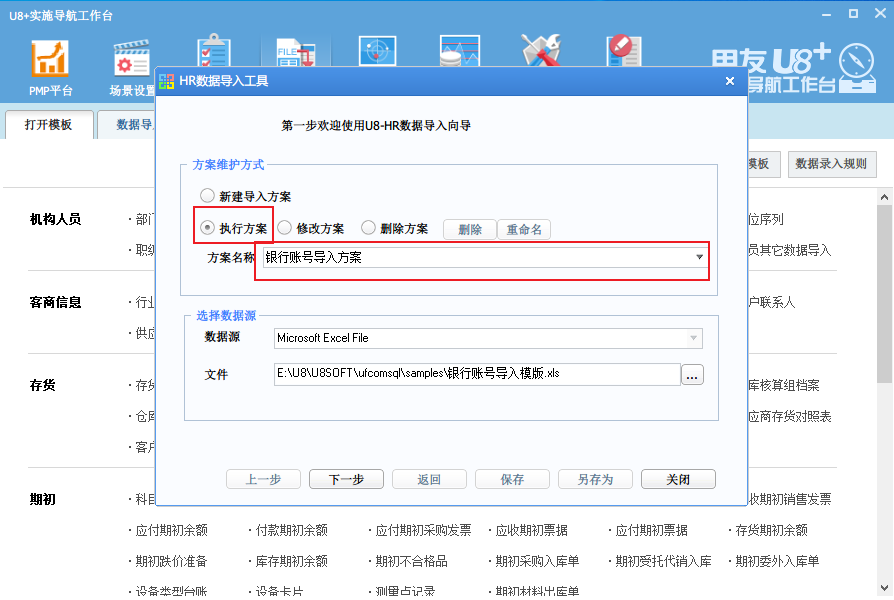 U8+实施导航工作台
FILE
用友U8+
PMP平台 场景设置 导航工作台
HR数据导入工具
打开模板 数据导 模板 数据录入规则
第一步欢迎使用U8-HR数据导入向导
方案维护方式
新建导入方案
执行方案 修改方案 删除方案 删除 重命名
方案名称 银行账号导入方案
选择数据源
数据源 Microsoft Excel File
文件 E:\U8\U8SOFT\ufcomsql\samples\银行账号导入模版.xls ...
上一步 下一步 返回 保存 另存为 关闭
机构人员 ·部门 位序列
·职级 员其它数据导入
客商信息 ·行业 户联系人
·供应
存货 ·存货 库核算组档案
·仓库 应商存货对照表
·客户
期初 ·科目 收期初销售发票
·应付期初余额 ·付款期初余额 ·应付期初采购发票 ·应收期初票据 ·应付期初票据 ·存货期初余额
·期初跌价准备 ·库存期初余额 ·期初不合格品 ·期初采购入库单 ·期初受托代销入库 ·期初委外入库单
·设备类型台账 ·设备卡片 ·测量点记录 ·期初材料出库单